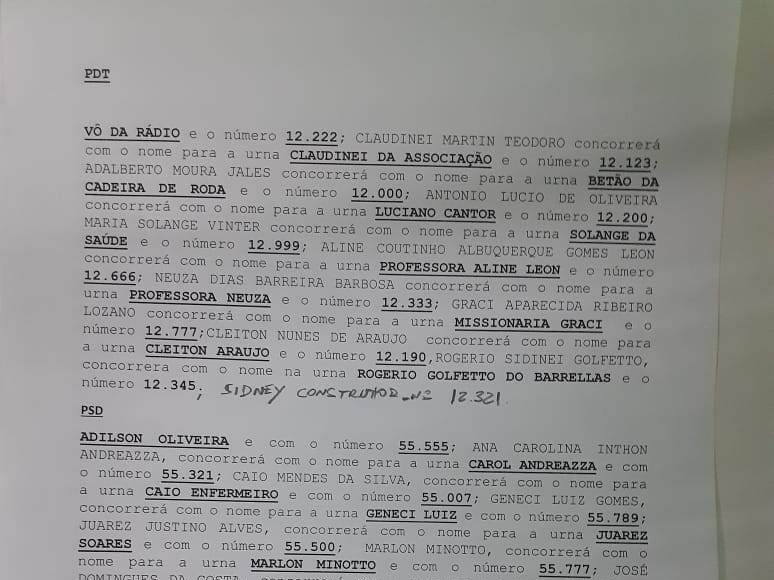 PDT
VÔ DA RÁDIO e o número 12.222; CLAUDINEI MARTIN TEODORO concorrerá
com o nome para a urna CLAUDINEI DA ASSOCIAÇÃO e o número 12.123;
ADALBERTO MOURA JALES concorrerá com o nome para a urna BETÃO DA
CADEIRA DE RODA e o número 12.000; ANTONIO LUCIO DE OLIVEIRA
concorrerá com o nome para a urna LUCIANO CANTOR e o número 12.200;
MARIA SOLANGE VINTER concorrerá com o nome para a urna SOLANGE DA
SAÚDE e o número 12.999; ALINE COUTINHO ALBUQUERQUE GOMES LEON
concorrerá com o nome para a urna PROFESSORA ALINE LEON e o número
12.666; NEUZA DIAS BARREIRA BARBOSA concorrerá com o nome para a
urna PROFESSORA NEUZA e o número 12.333; GRACI APARECIDA RIBEIRO
LOZANO concorrerá com o nome para a urna MISSIONARIA GRACI e o
número 12.777;CLEITON NUNES DE ARAUJO concorrerá com o nome para
a urna CLEITON ARAUJO e o número 12.190,ROGERIO SIDINEI GOLFETTO,
concorrera com o nome na urna ROGERIO GOLFETTO DO BARRELLAS e o
número 12.345; SIDNEY CONSTRUTOR 12.321.
PSD
ADILSON OLIVEIRA e com o número 55.555; ANA CAROLINA INTHON
ANDREAZZA, concorrerá com o nome para a urna CAROL ANDREAZZA e com
o número 55.321; CAIO MENDES DA SILVA, concorrerá com o nome para
a urna CAIO ENFERMEIRO e com o número 55.007; GENECI LUIZ GOMES,
concorrerá com o nome para a urna GENECI LUIZ e com o número 55.789;
JUAREZ JUSTINO ALVES, concorrerá com o nome para a urna JUAREZ
SOARES e com o número 55.500; MARLON MINOTTO, concorrerá com o
nome para a urna MARLON MINOTTO e com o número 55.777; JOSÉ
DOMINGUES DA COSTA, concorrerá